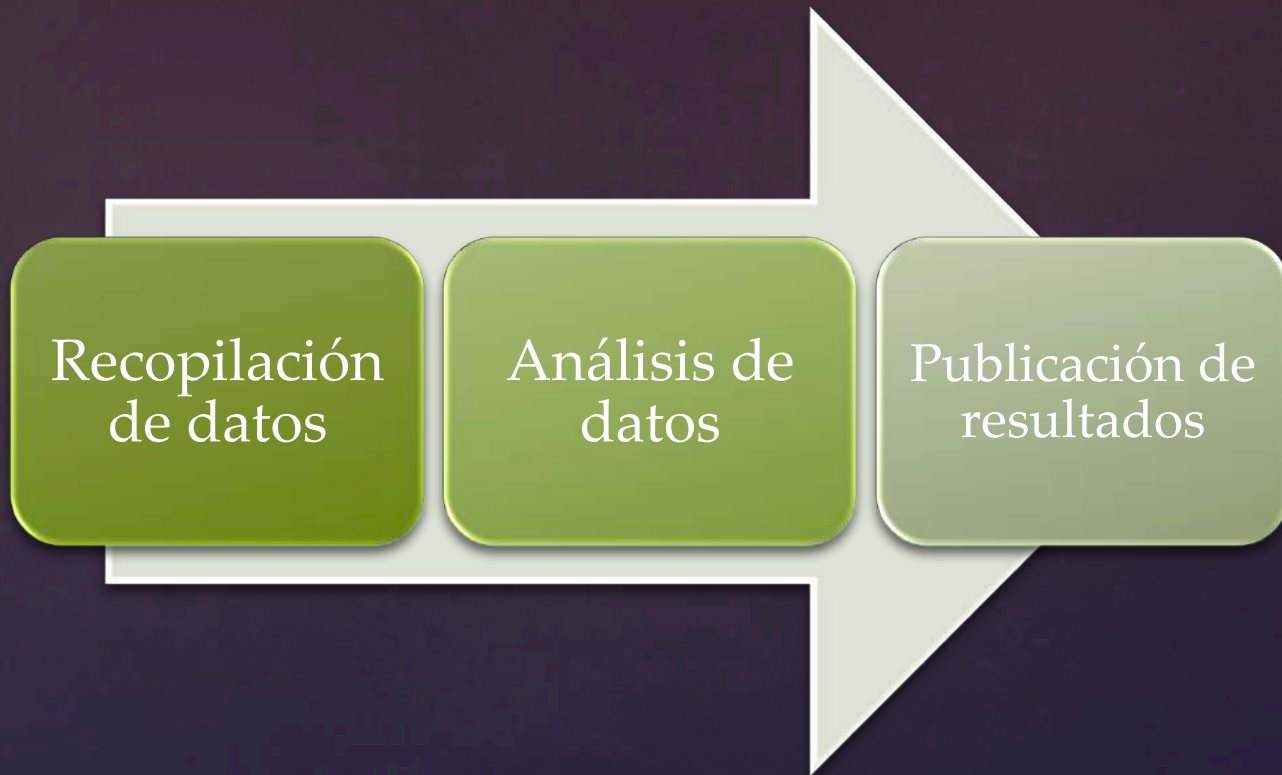 Recopilación
de datos
Análisis de
datos
Publicación de
resultados